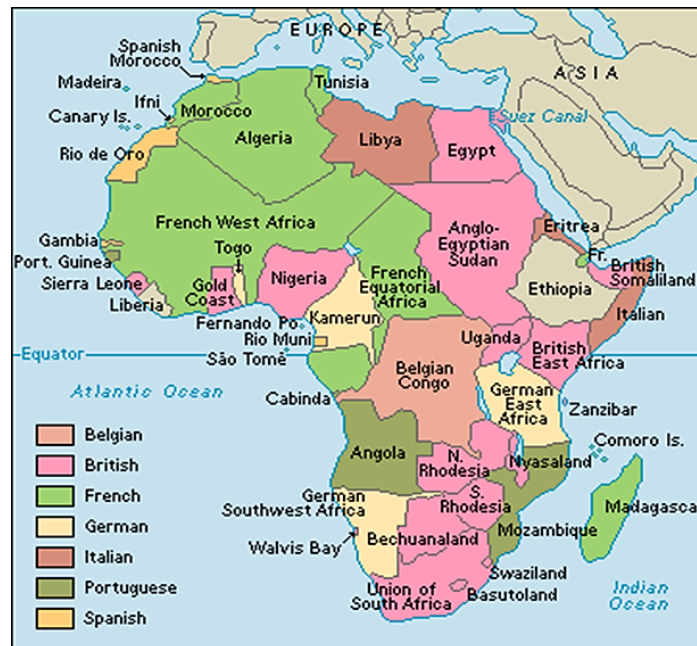 EUROPE
ASIA
Spanish
Morocco
Madeira
Ifni
Canary Is.
Rio de Oro
Morocco
Tunisia
Algeria
Libya
Egypt
Suez Canal
French West Africa
Gambia
Port. Guinea
Sierra Leone
Liberia
Togo
Gold
Coast
Nigeria
French
Equatorial
Africa
Anglo-
Egyptian
Sudan
Eritrea
Fr.
British
Somaliland
Ethiopia
Italian
Fernando Po
Rio Muni
São Tomé
Kamerun
Equator
Uganda
British
East Africa
Belgian
Congo
German
East
Africa
Zanzibar
Atlantic Ocean
Cabinda
Angola
N.
Rhodesia
Nyasaland
Comoro Is.
German
Southwest Africa
S.
Rhodesia
Mozambique
Madagasca
Walvis Bay
Bechuanaland
Swaziland
Basutoland
Union of
South Africa
Indian
Ocean
Belgian
British
French
German
Italian
Portuguese
Spanish